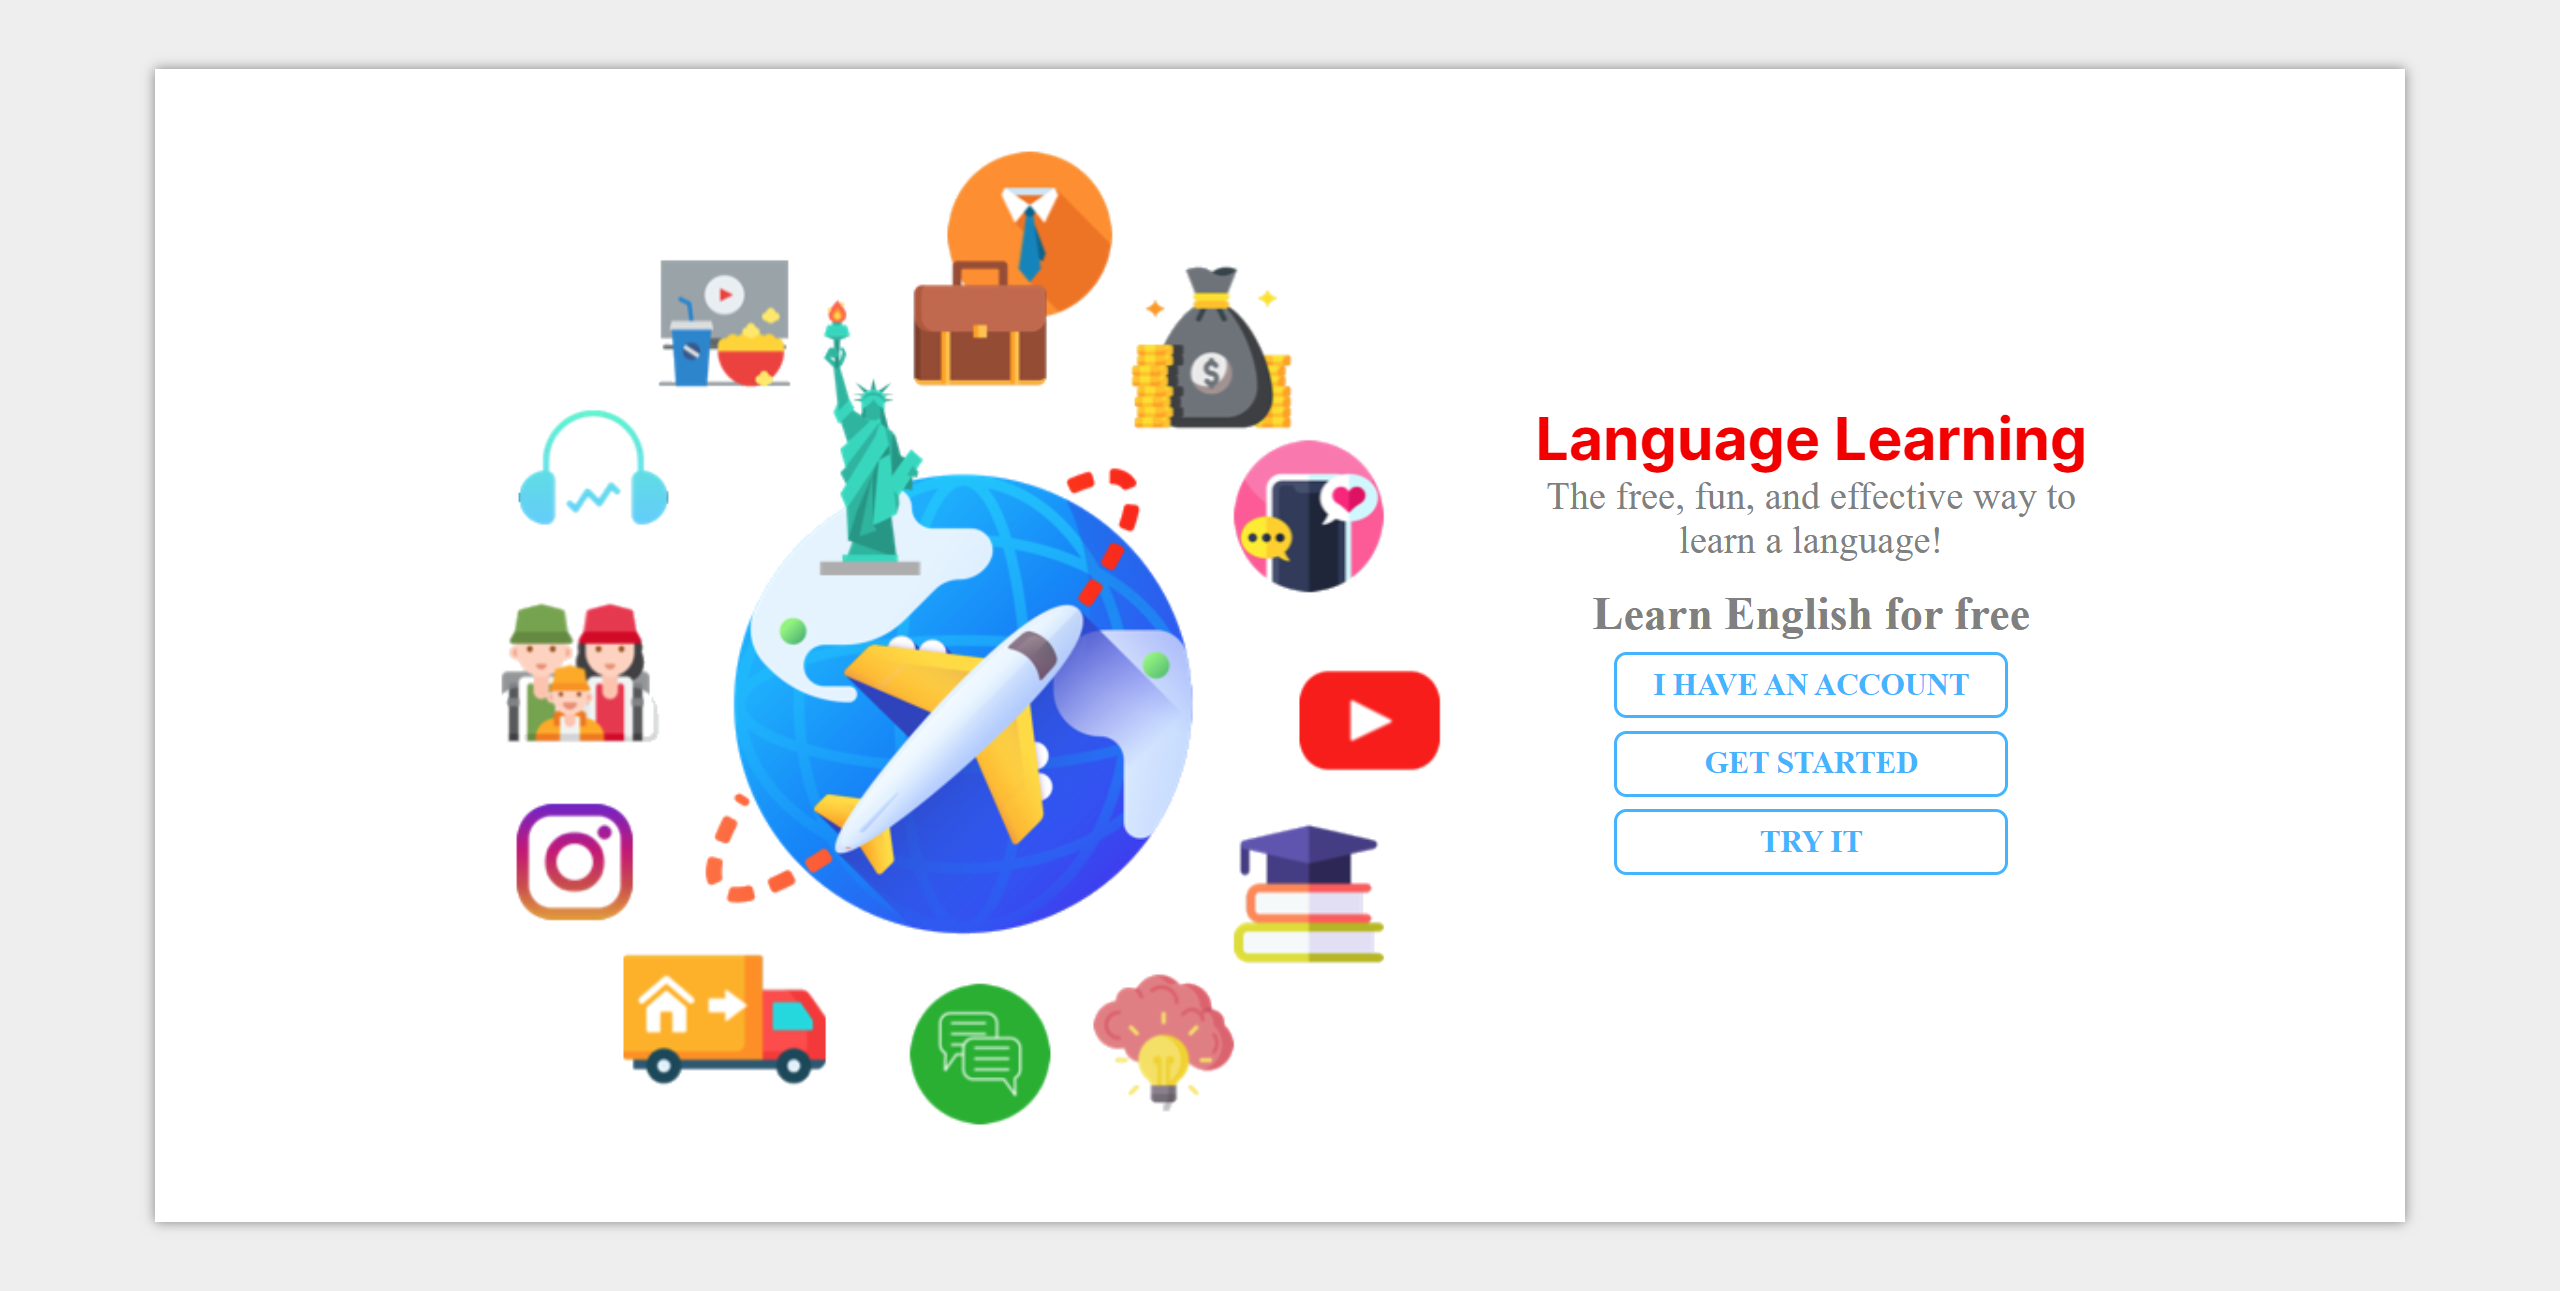 Language Learning
The free, fun, and effective way to
learn a language!
Learn English for free
I HAVE AN ACCOUNT
GET STARTED
TRY IT
$